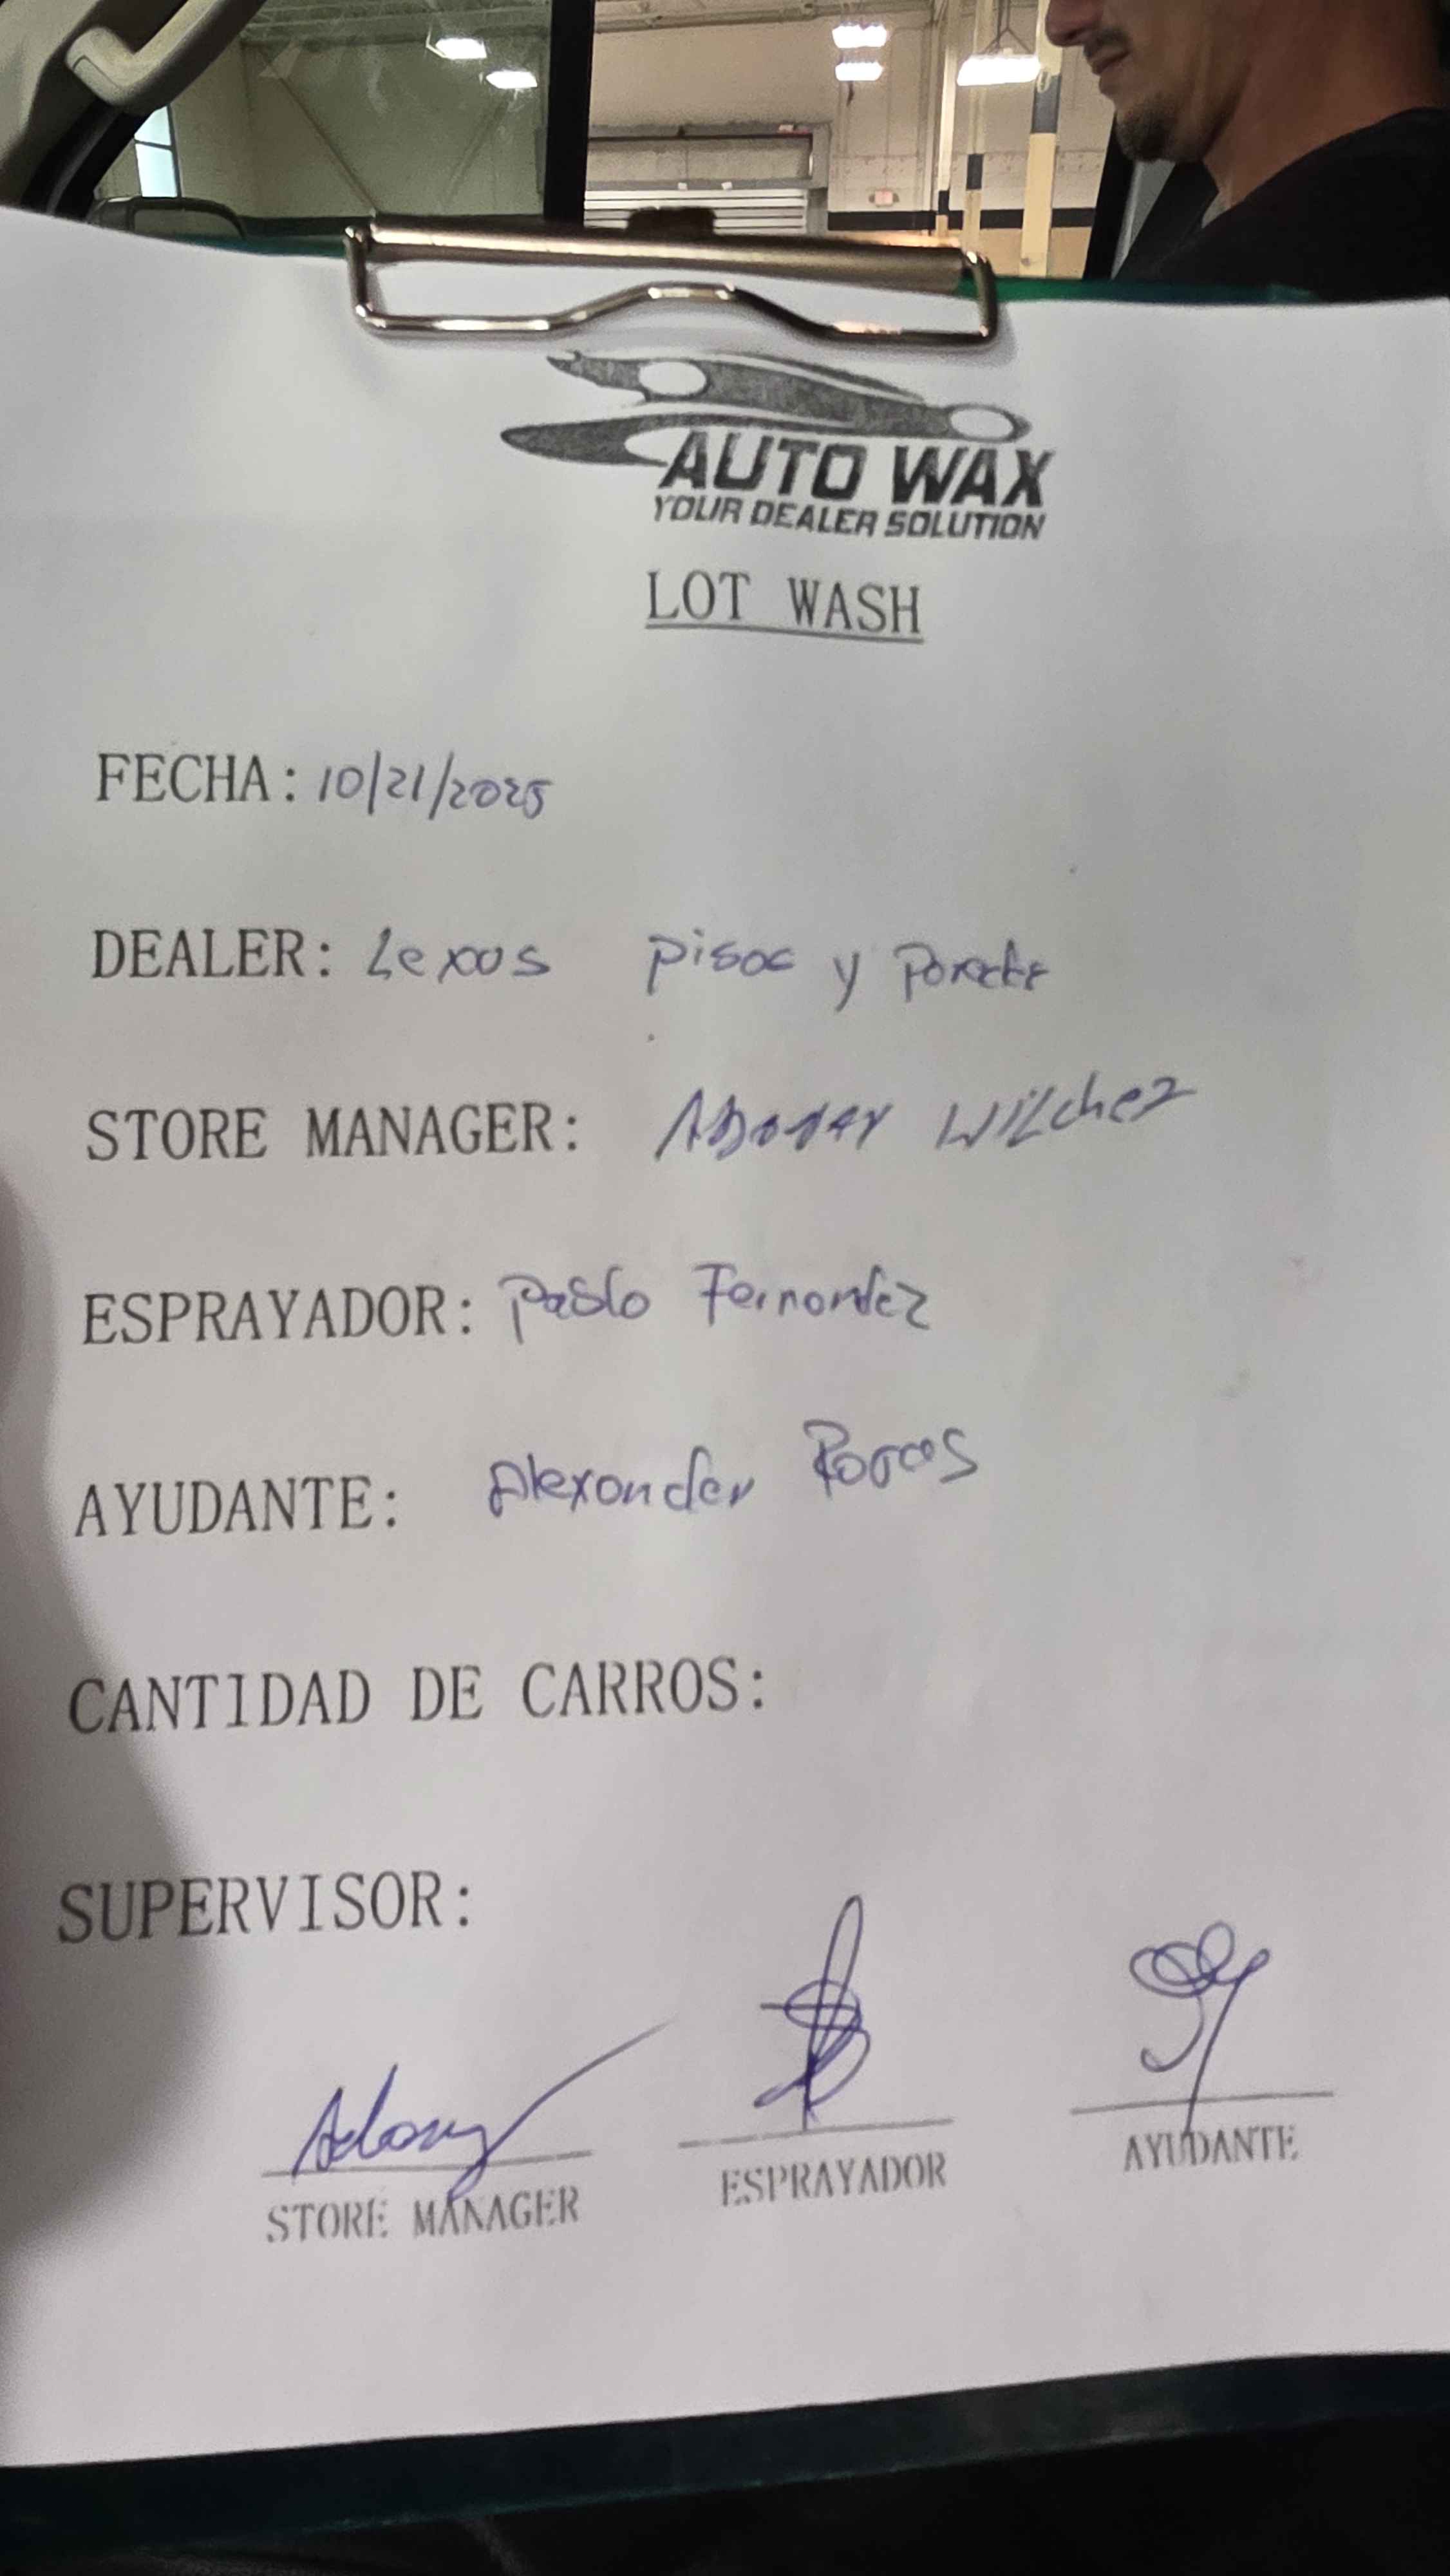 AUTO WAX
YOUR DEALER SOLUTION
LOT WASH
FECHA: 10/21/2025
DEALER: Lexus pisos y
STORE MANAGER: Wilchez
ESPRAYADOR: Pablo Fernandez
AYUDANTE: Alexander
CANTIDAD DE CARROS:
SUPERVISOR:
STORE MANAGER ESPRAYADOR AYUDANTE